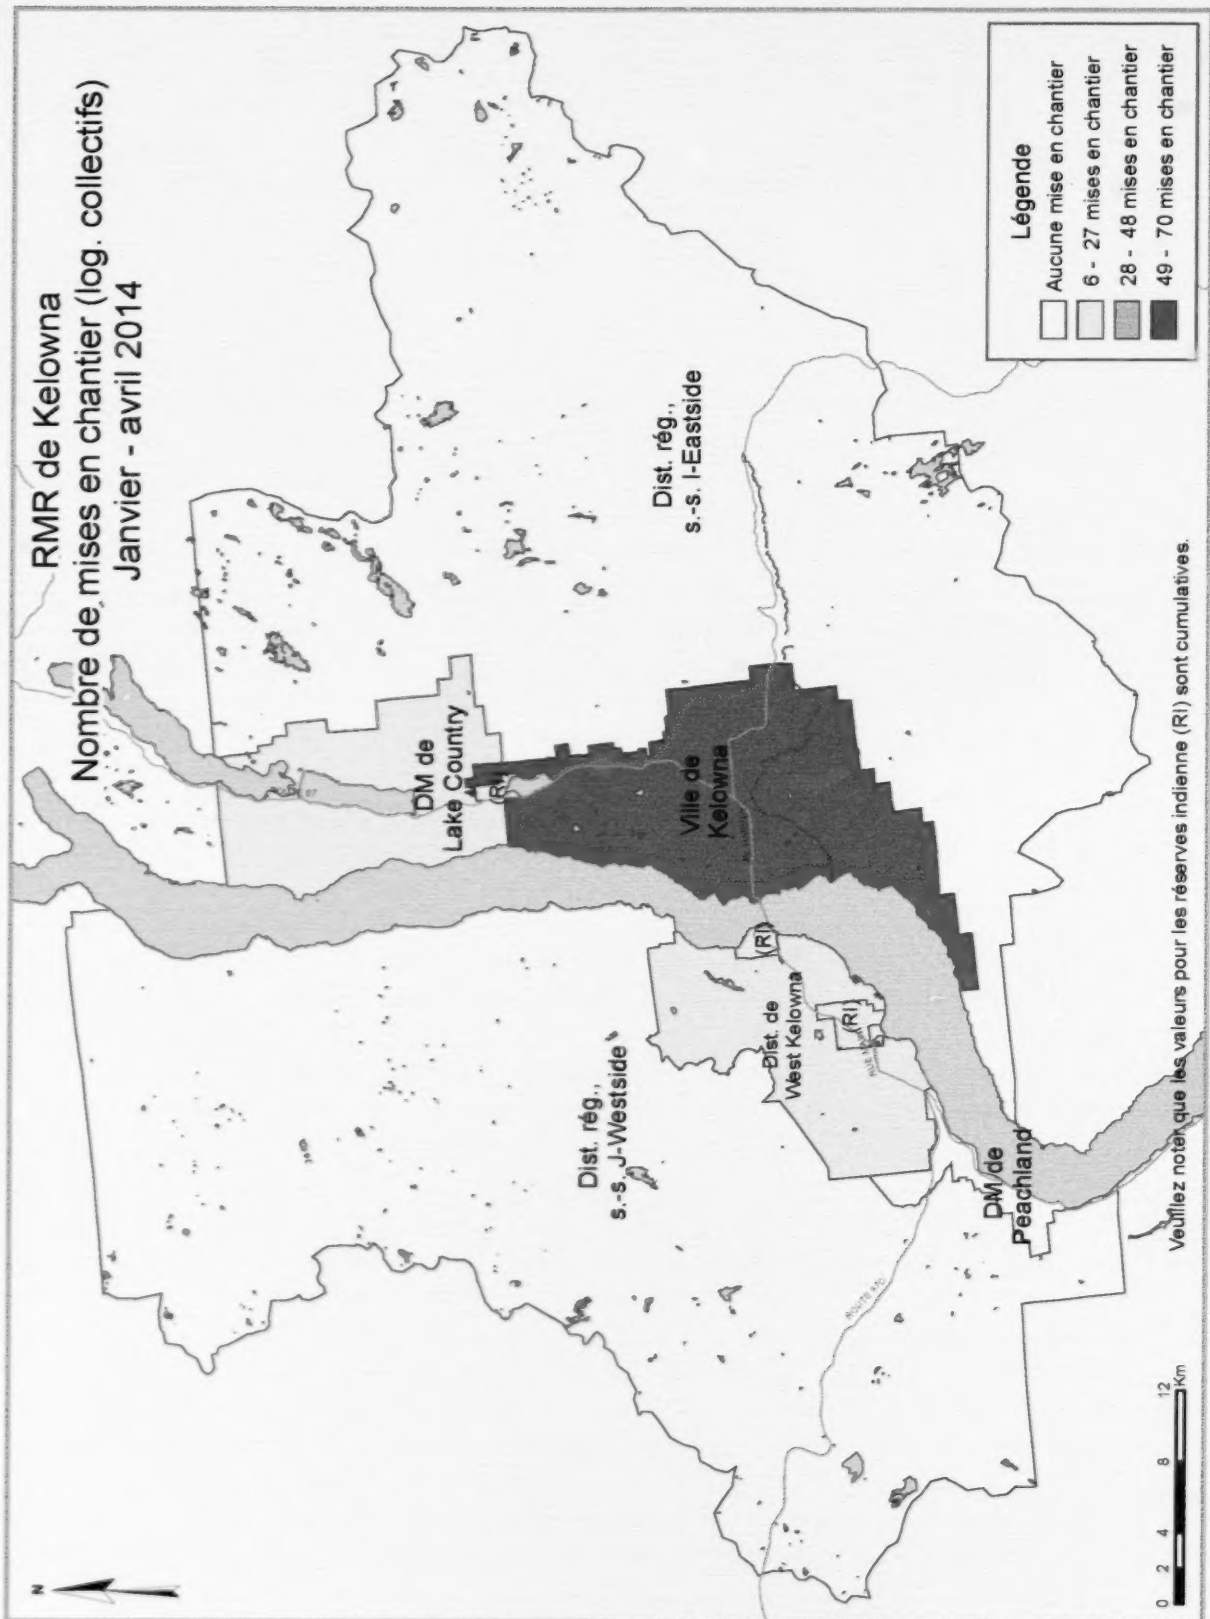 RMR de Kelowna
Nombre de mises en chantier (log. collectifs)
Janvier - avril 2014
N
DM de
Lake Country
(RI)
97
Dist. rég.,
s.-s. J-Westside
Dist. rég.,
s.-s. I-Eastside
Ville de
Kelowna
(RI)
Dist. de
West Kelowna
(RI)
ROUTE 97C
DM de
Peachland
Légende
Aucune mise en chantier
6 - 27 mises en chantier
28 - 48 mises en chantier
49 - 70 mises en chantier
0 2 4 8 12
Km
Veuillez noter que les valeurs pour les réserves indienne (RI) sont cumulatives.